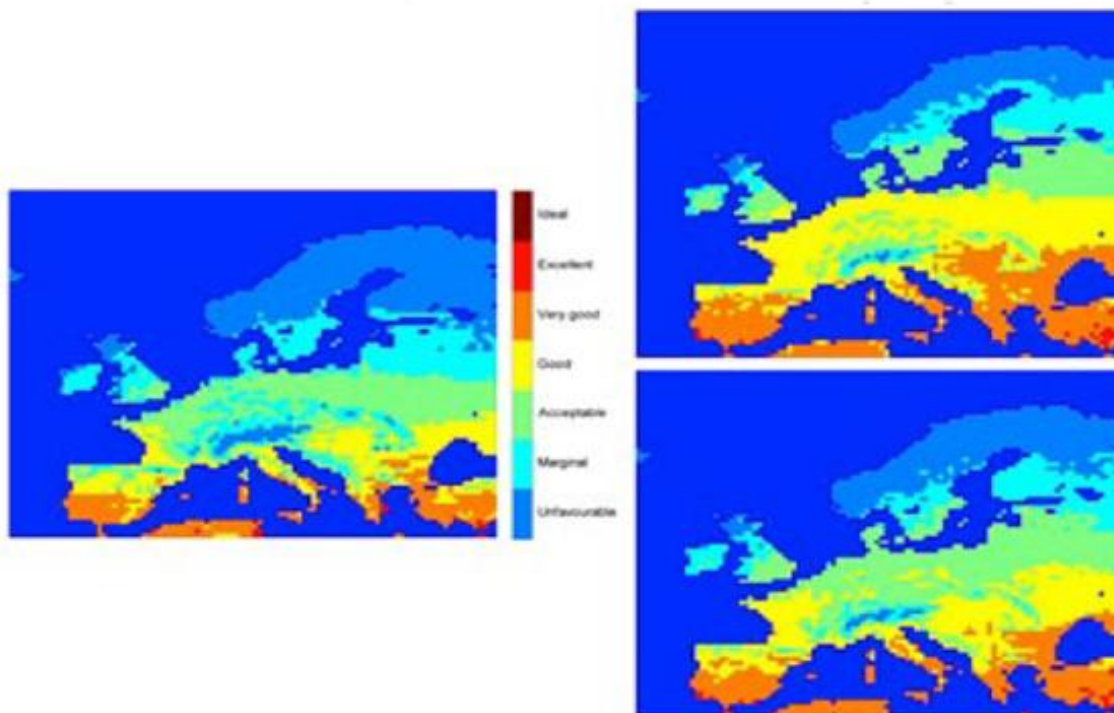 Ideal
Excellent
Very good
Good
Acceptable
Marginal
Unfavourable